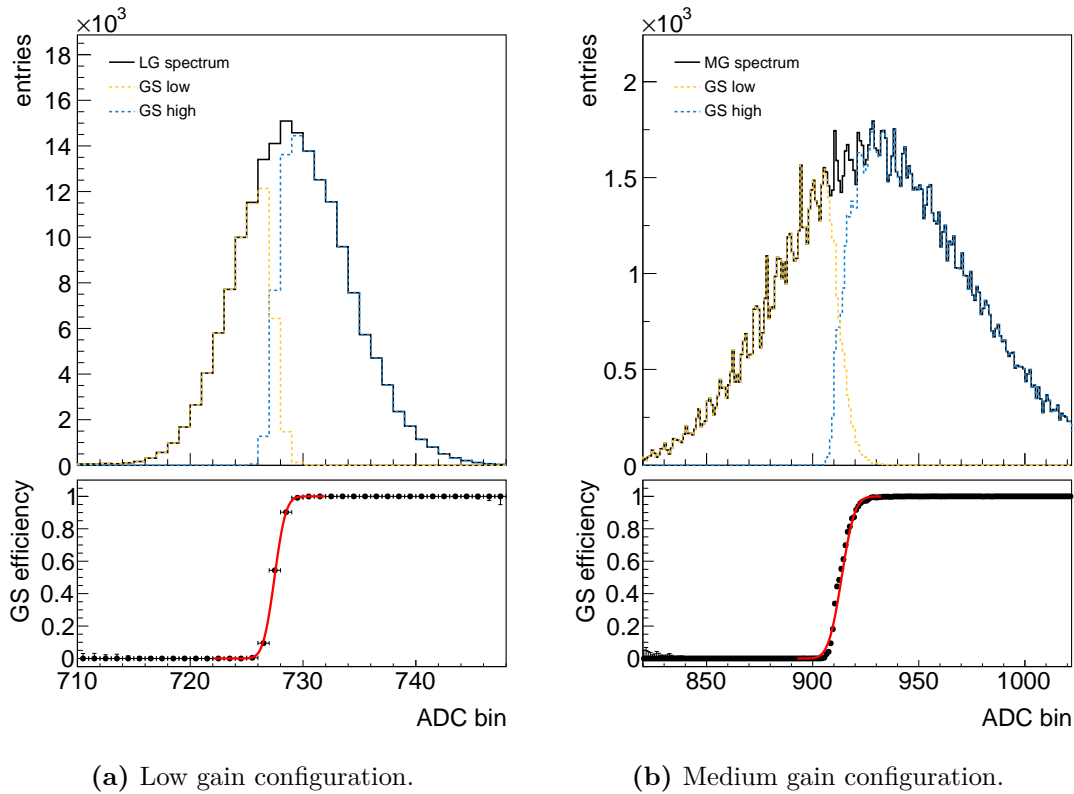 ×10³
entries
18
16
14
12
10
8
6
4
2
0
LG spectrum
GS low
GS high
GS efficiency
1
0.8
0.6
0.4
0.2
0
710 720 730 740
ADC bin
(a) Low gain configuration.
×10³
entries
2
1.5
1
0.5
0
MG spectrum
GS low
GS high
GS efficiency
1
0.8
0.6
0.4
0.2
0
850 900 950 1000
ADC bin
(b) Medium gain configuration.